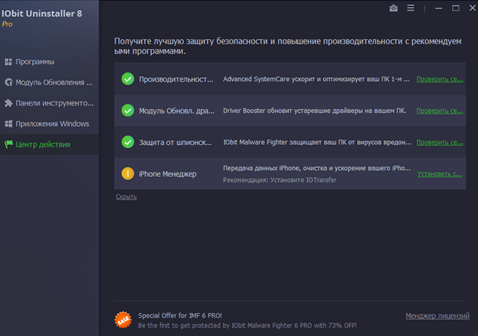 IObit Uninstaller 8
Pro
Программы
Модуль Обновления ...
Панели инструменто...
Приложения Windows
Центр действия
Получите лучшую защиту безопасности и повышение производительности с рекомендуем
ыми программами.
Производительност... Advanced SystemCare ускорит и оптимизирует ваш ПК 1-м ... Проверить се...
Модуль Обновл. дра... Driver Booster обновит устаревшие драйверы на вашем ПК. Проверить се...
Защита от шпионск... IObit Malware Fighter защищает ваш ПК от вирусов вредон... Проверить се...
iPhone Менеджер Передача данных iPhone, очистка и ускорение вашего iPho... Установить с...
Рекомендация: Установите IOTransfer
Скрыть
SALE Special Offer for IMF 6 PRO! Менеджер лицензий
Be the first to get protected by IObit Malware Fighter 6 PRO with 73% OFF!